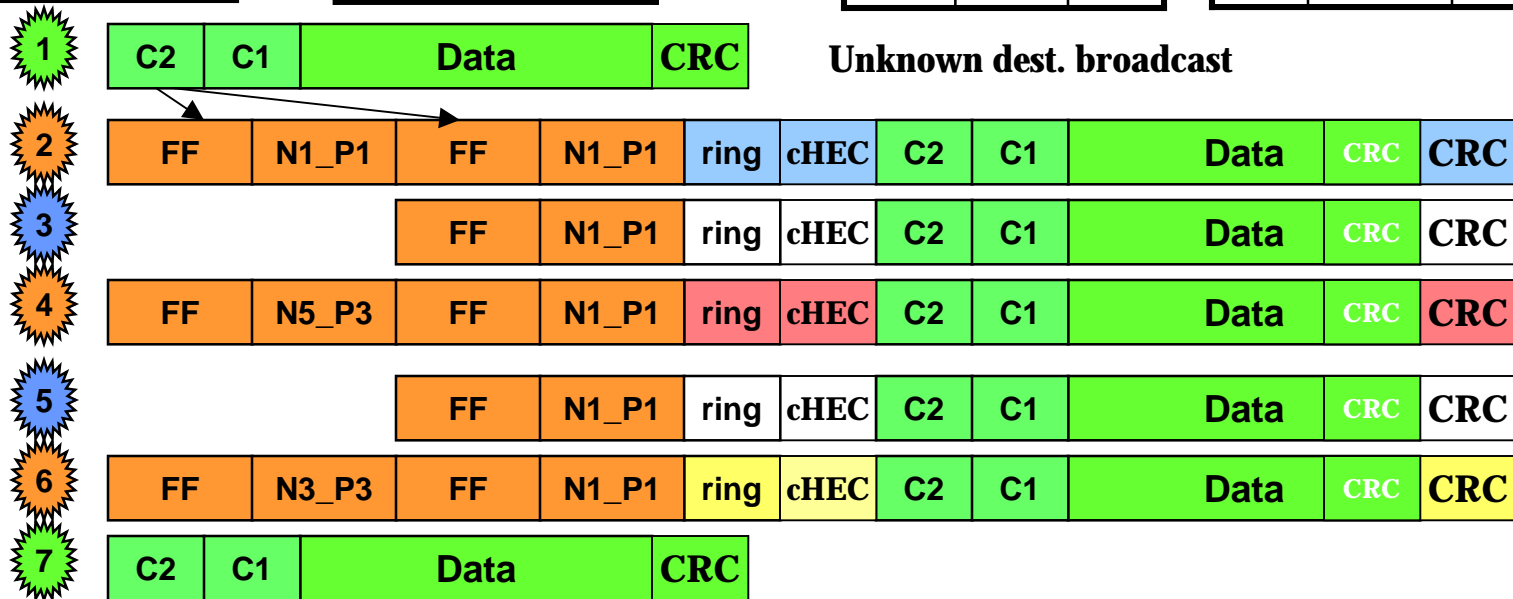 1 C2 C1 Data CRC Unknown dest. broadcast
2 FF N1_P1 FF N1_P1 ring cHEC C2 C1 Data CRC CRC
3 FF N1_P1 ring cHEC C2 C1 Data CRC CRC
4 FF N5_P3 FF N1_P1 ring cHEC C2 C1 Data CRC CRC
5 FF N1_P1 ring cHEC C2 C1 Data CRC CRC
6 FF N3_P3 FF N1_P1 ring cHEC C2 C1 Data CRC CRC
7 C2 C1 Data CRC